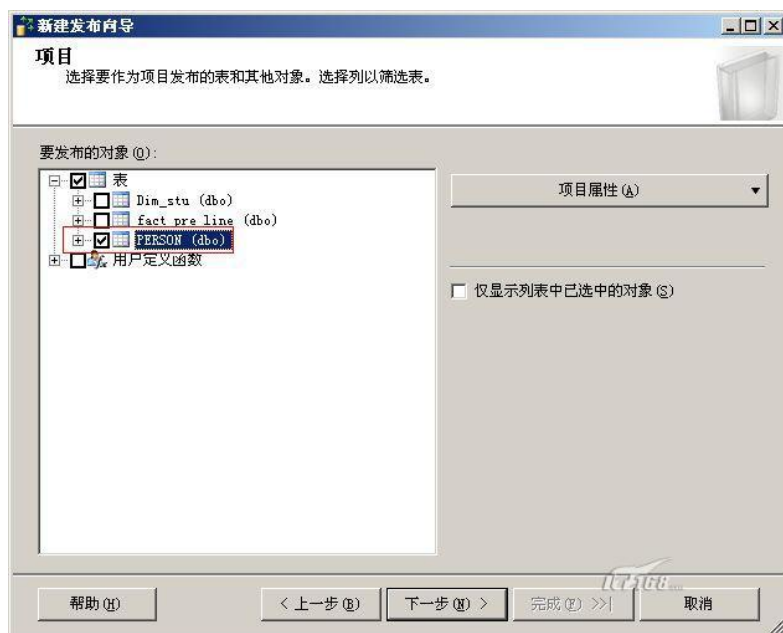 新建发布向导
项目
选择要作为项目发布的表和其他对象。选择列以筛选表。
要发布的对象(O):
表
Dim_stu (dbo)
fact pre line (dbo)
PERSON (dbo)
用户定义函数
项目属性(A)
仅显示列表中已选中的对象(S)
IT168
帮助(H)
< 上一步(B)
下一步(N) >
完成(F) >>|
取消